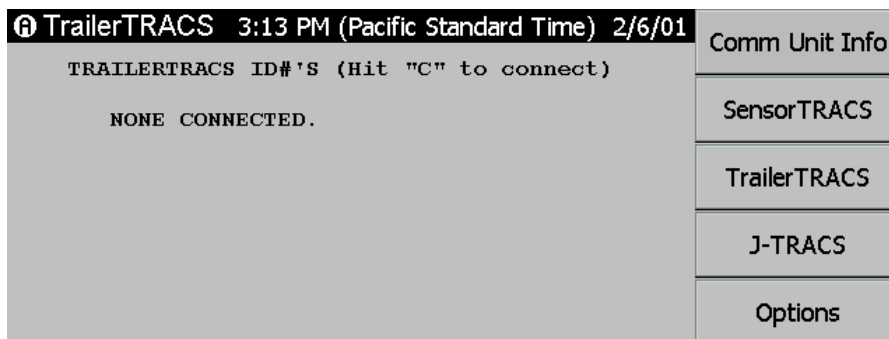 A TrailerTRACS 3:13 PM (Pacific Standard Time) 2/6/01
TRAILERTRACS ID#'S (Hit "C" to connect)
NONE CONNECTED.
Comm Unit Info
SensorTRACS
TrailerTRACS
J-TRACS
Options